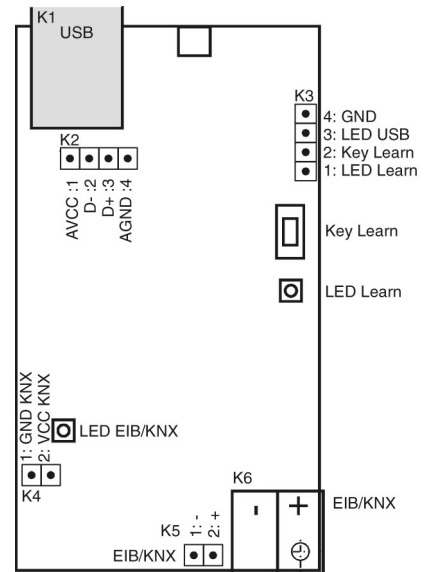 K1
USB
K2
AVCC :1
D- :2
D+ :3
AGND :4
K3
4: GND
3: LED USB
2: Key Learn
1: LED Learn
Key Learn
LED Learn
1: GND KNX
2: VCC KNX
LED EIB/KNX
K4
K6
- +
EIB/KNX
K5
1: -
2: +
EIB/KNX